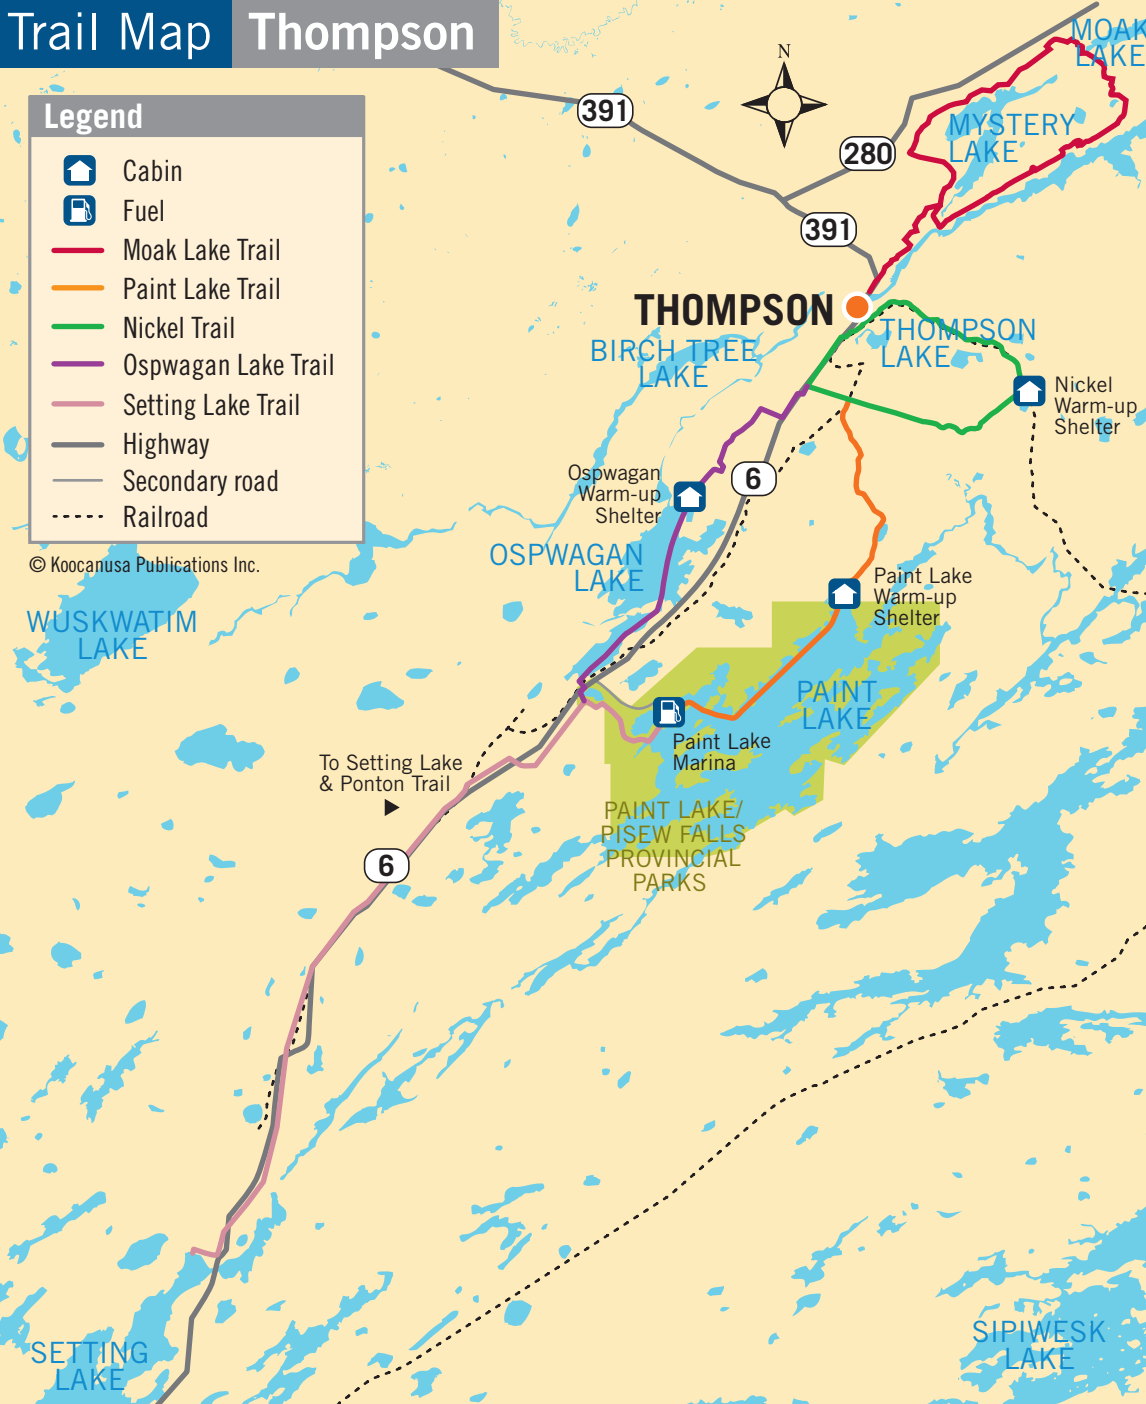 Trail Map Thompson
Legend
Cabin
Fuel
Moak Lake Trail
Paint Lake Trail
Nickel Trail
Ospwagan Lake Trail
Setting Lake Trail
Highway
Secondary road
Railroad
© Koocanusa Publications Inc.
N
391
280
391
MOAK
LAKE
MYSTERY
LAKE
THOMPSON
THOMPSON
LAKE
BIRCH TREE
LAKE
Nickel
Warm-up
Shelter
Ospwagan
Warm-up
Shelter
6
OSPWAGAN
LAKE
Paint Lake
Warm-up
Shelter
WUSKWATIM
LAKE
PAINT
LAKE
Paint Lake
Marina
To Setting Lake
& Ponton Trail
PAINT LAKE/
PISEW FALLS
PROVINCIAL
PARKS
6
SETTING
LAKE
SIPIWESK
LAKE